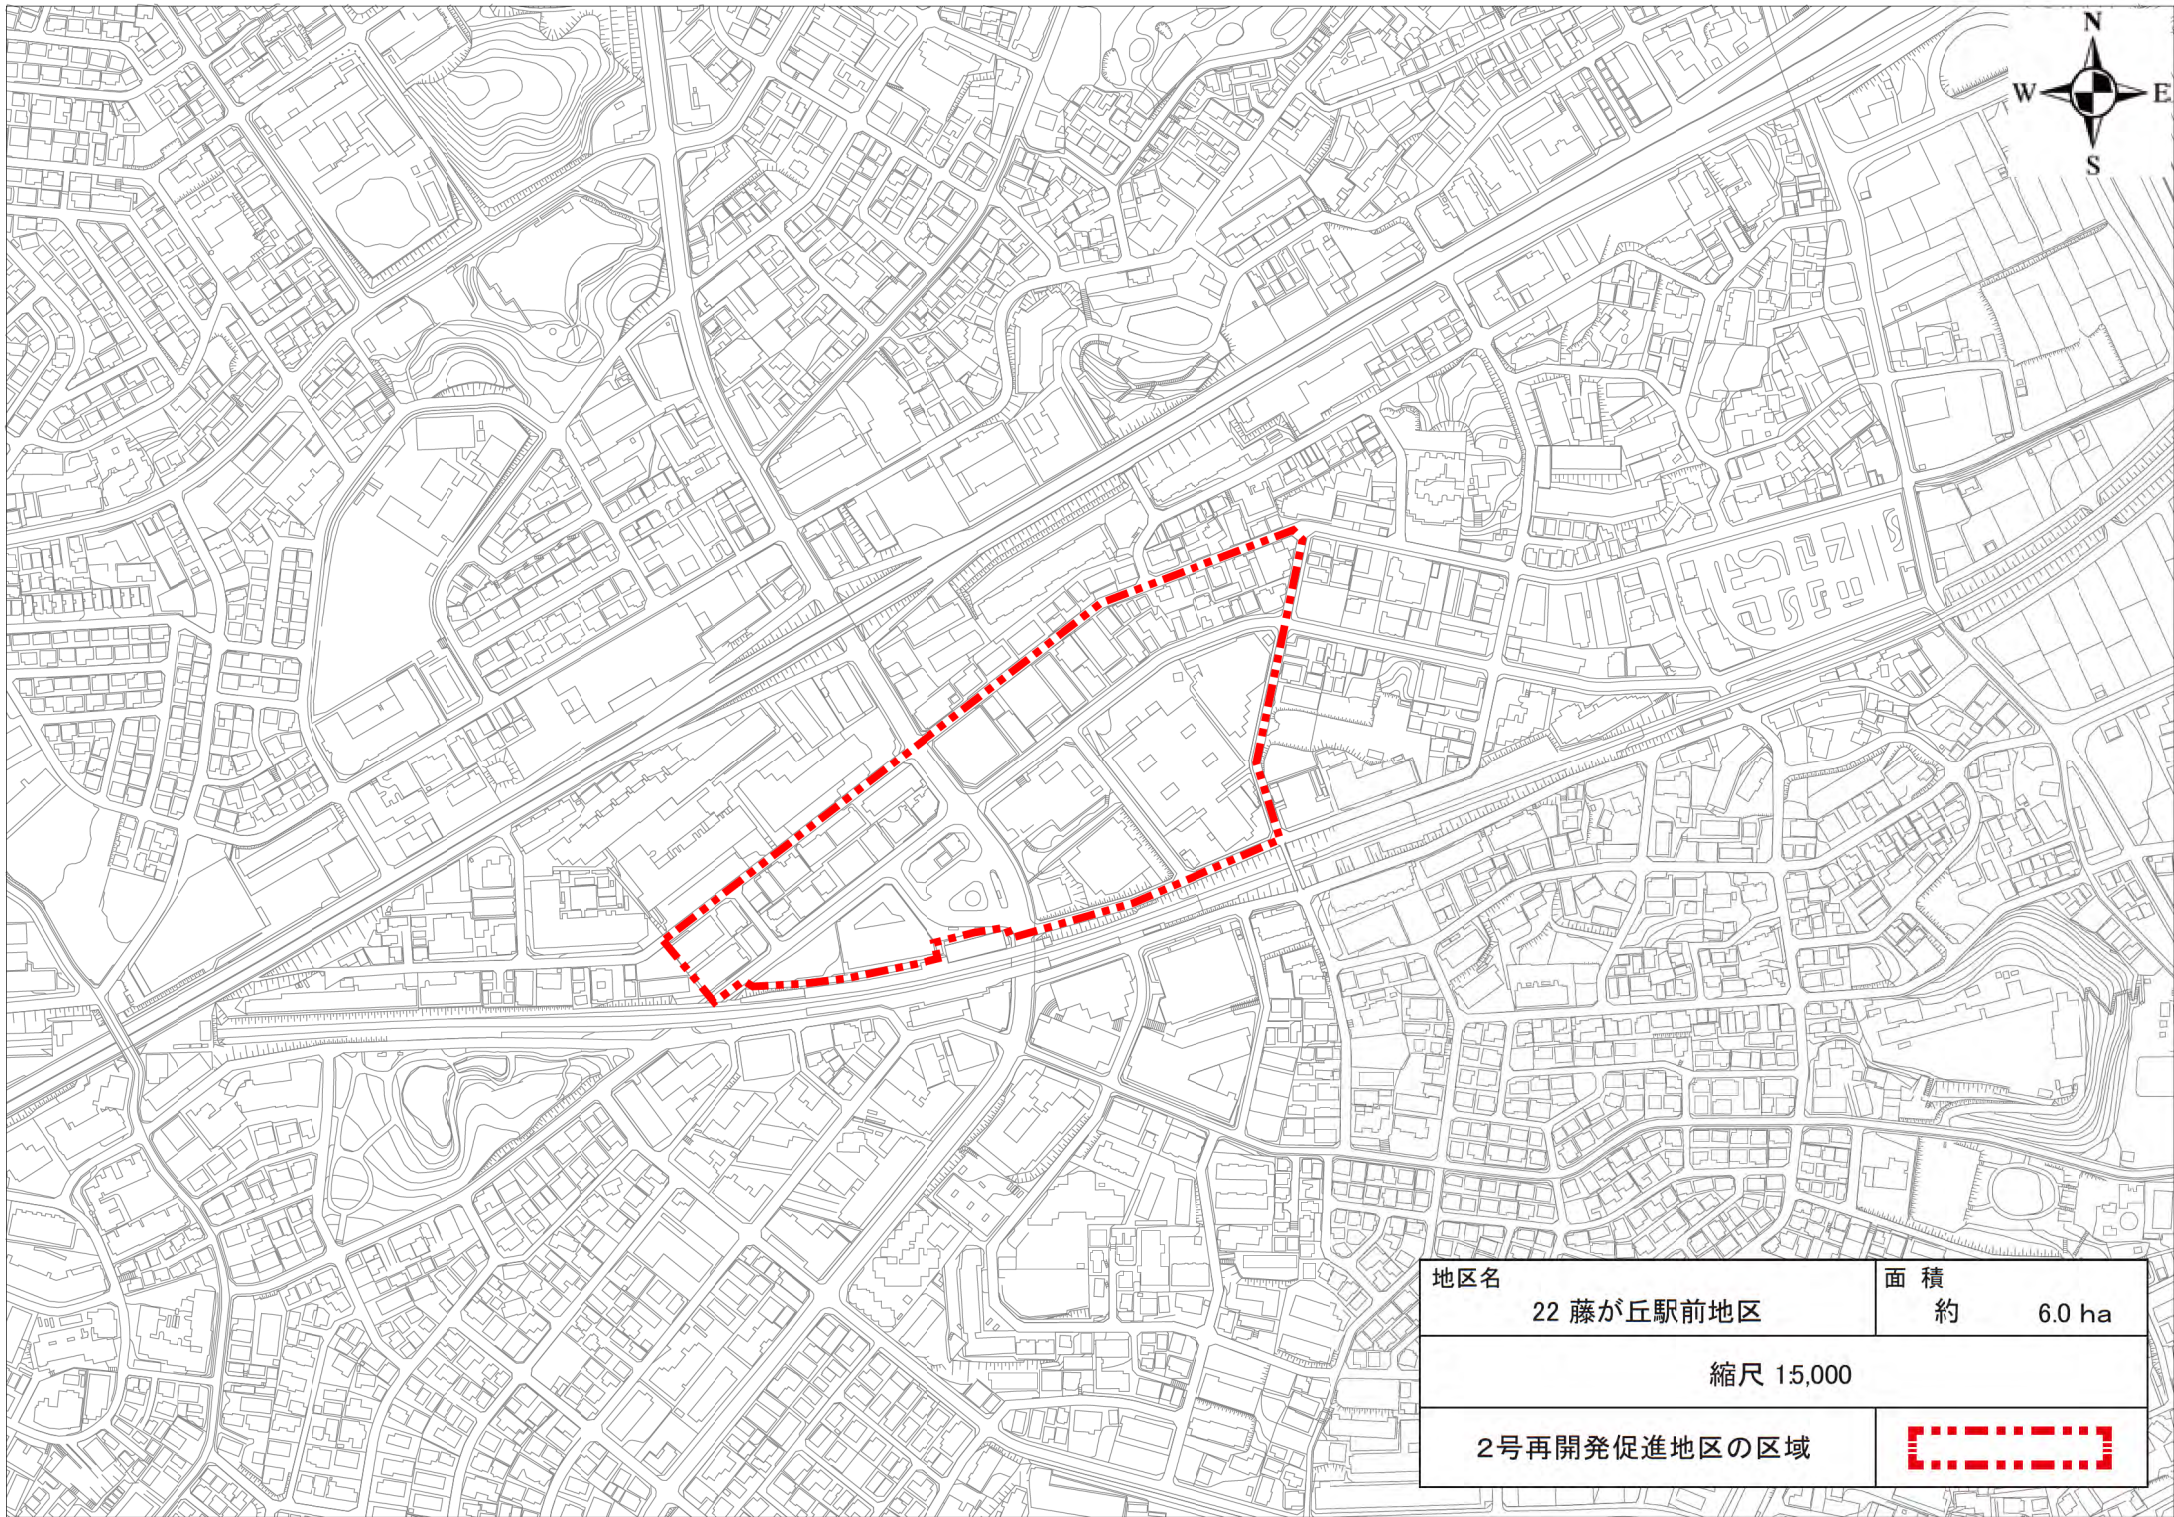 N
W E
S
地区名
22 藤が丘駅前地区
面 積
約 6.0 ha
縮尺 1:5,000
2号再開発促進地区の区域